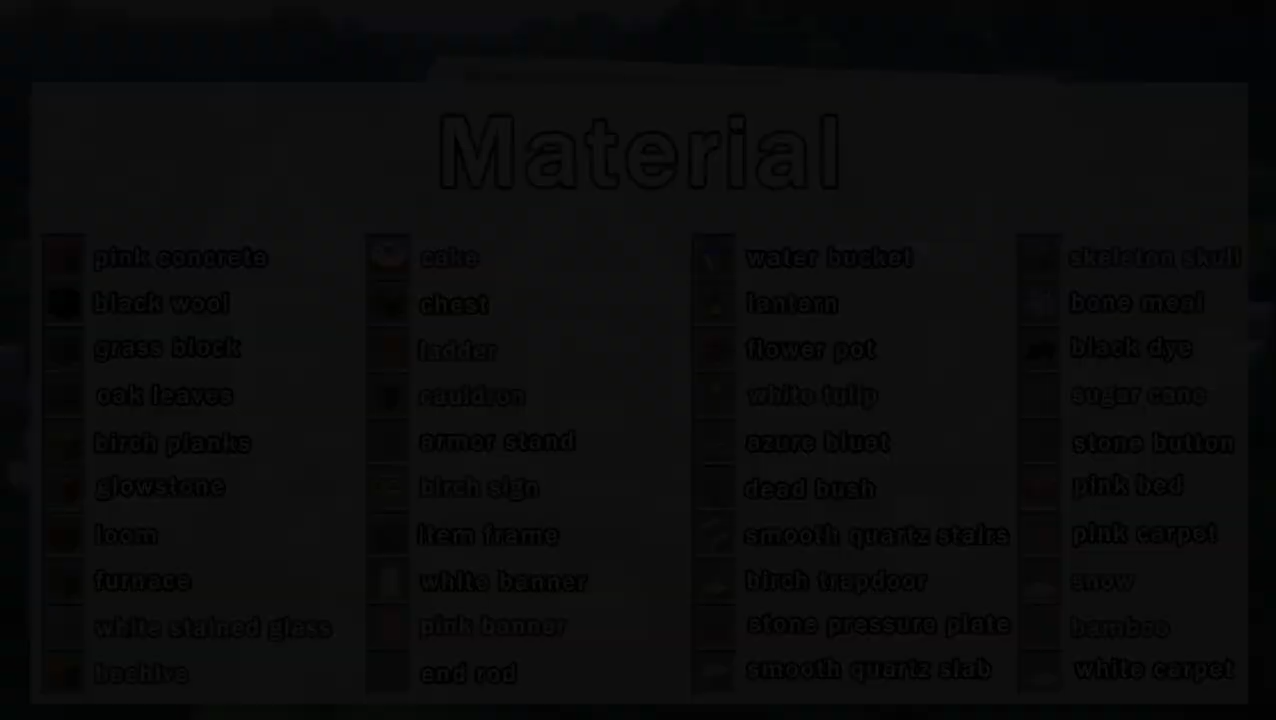 Material
pink concrete
black wool
grass block
oak leaves
birch planks
glowstone
loom
furnace
white stained glass
beehive
cake
chest
ladder
cauldron
armor stand
birch sign
item frame
white banner
pink banner
end rod
water bucket
lantern
flower pot
white tulip
azure bluet
dead bush
smooth quartz stairs
birch trapdoor
stone pressure plate
smooth quartz slab
skeleton skull
bone meal
black dye
sugar cane
stone button
pink bed
pink carpet
snow
bamboo
white carpet